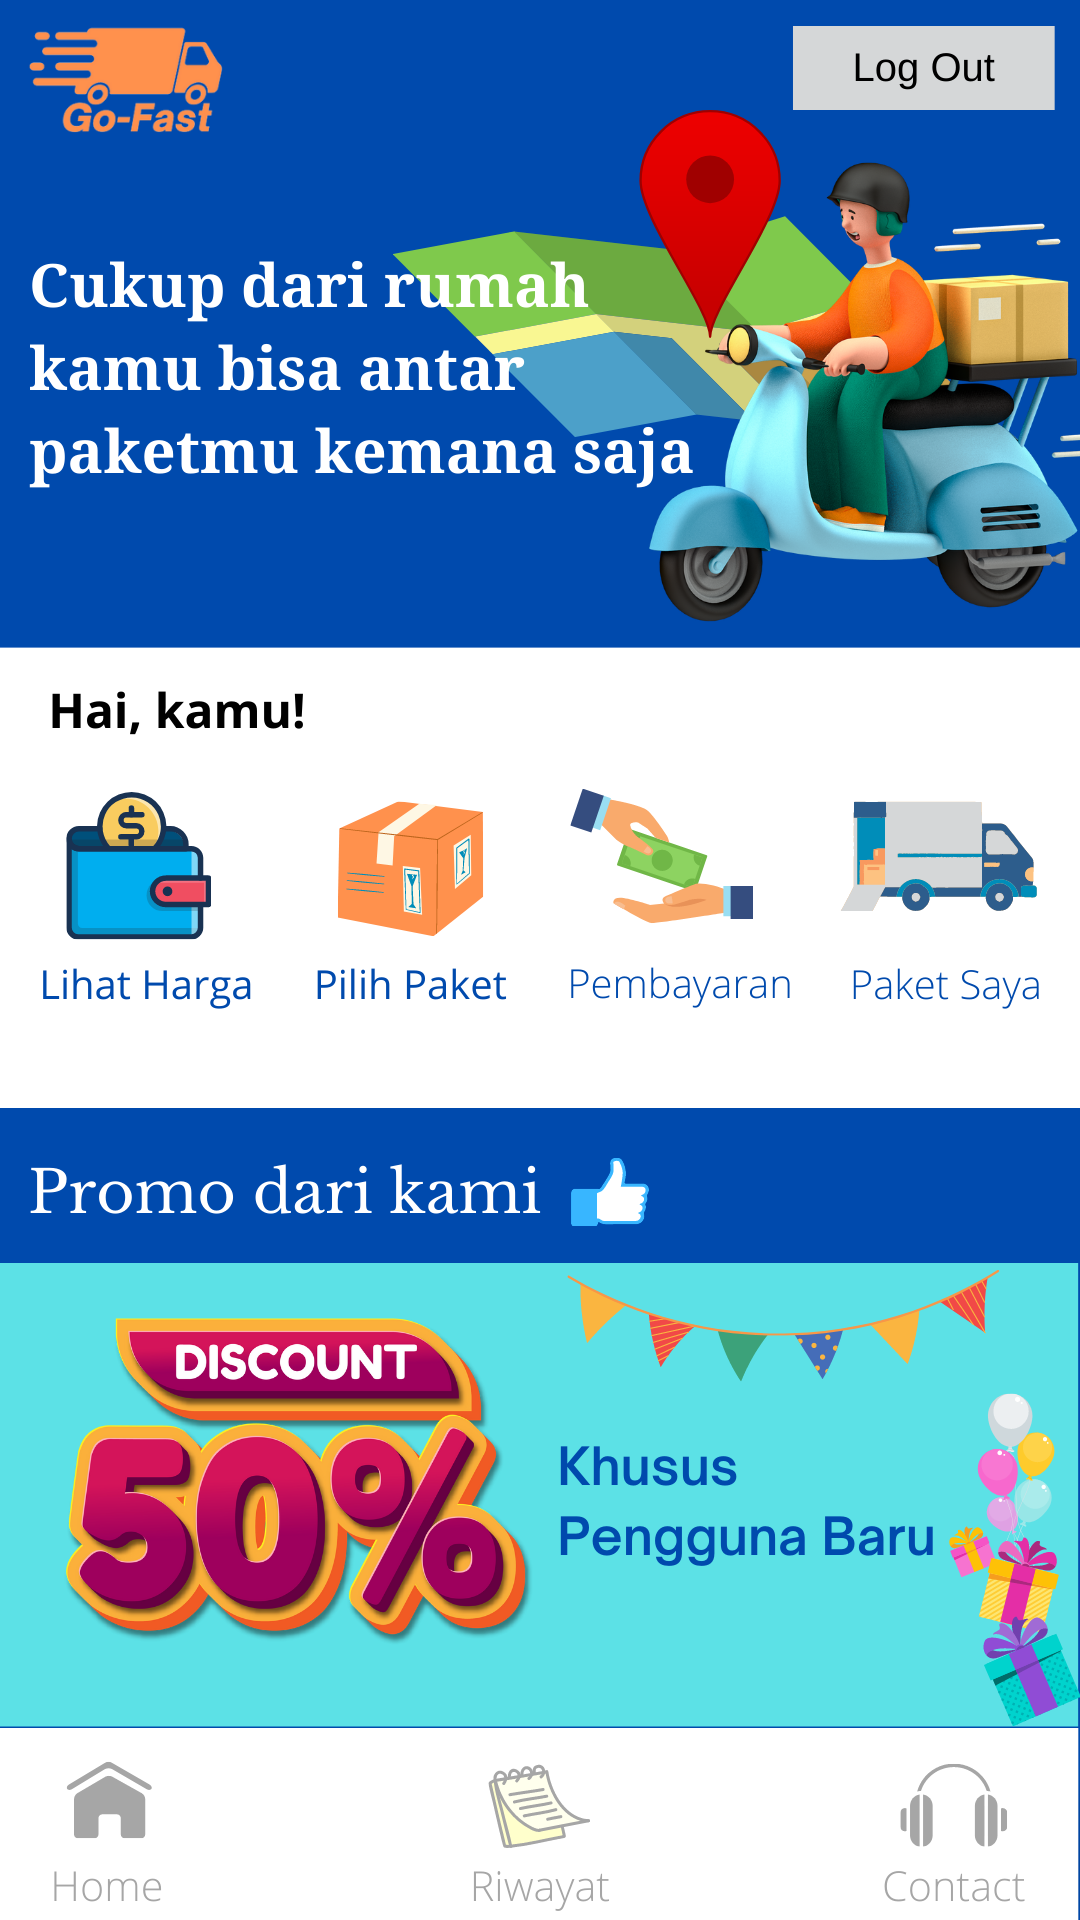 Go-Fast
Log Out
Cukup dari rumah
kamu bisa antar
paketmu kemana saja
Hai, kamu!
Lihat Harga
Pilih Paket
Pembayaran
Paket Saya
Promo dari kami
DISCOUNT
50%
Khusus
Pengguna Baru
Home
Riwayat
Contact